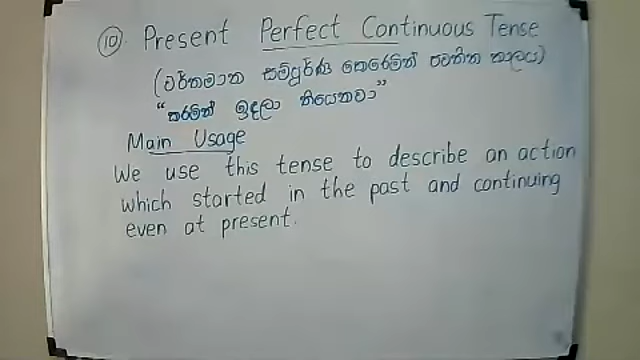 10 Present Perfect Continuous Tense
(වර්තමාන සම්පූර්ණ කෙරෙමින් පවතින කාලය)
"කරමින් ඉඳලා තියෙනවා"
Main Usage
We use this tense to describe an action
which started in the past and continuing
even at present.